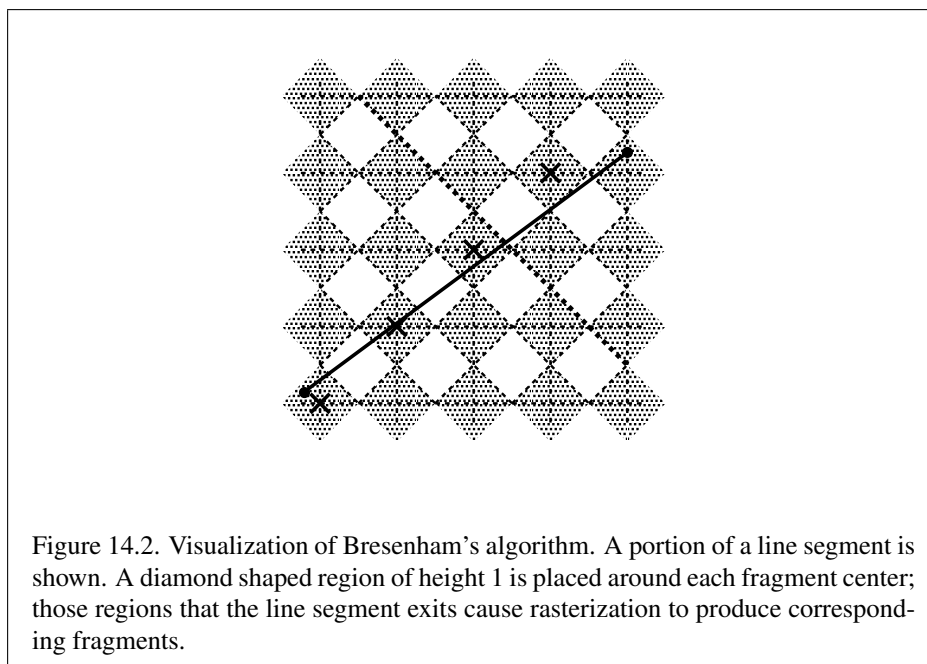 Figure 14.2. Visualization of Bresenham's algorithm. A portion of a line segment is
shown. A diamond shaped region of height 1 is placed around each fragment center;
those regions that the line segment exits cause rasterization to produce correspond-
ing fragments.